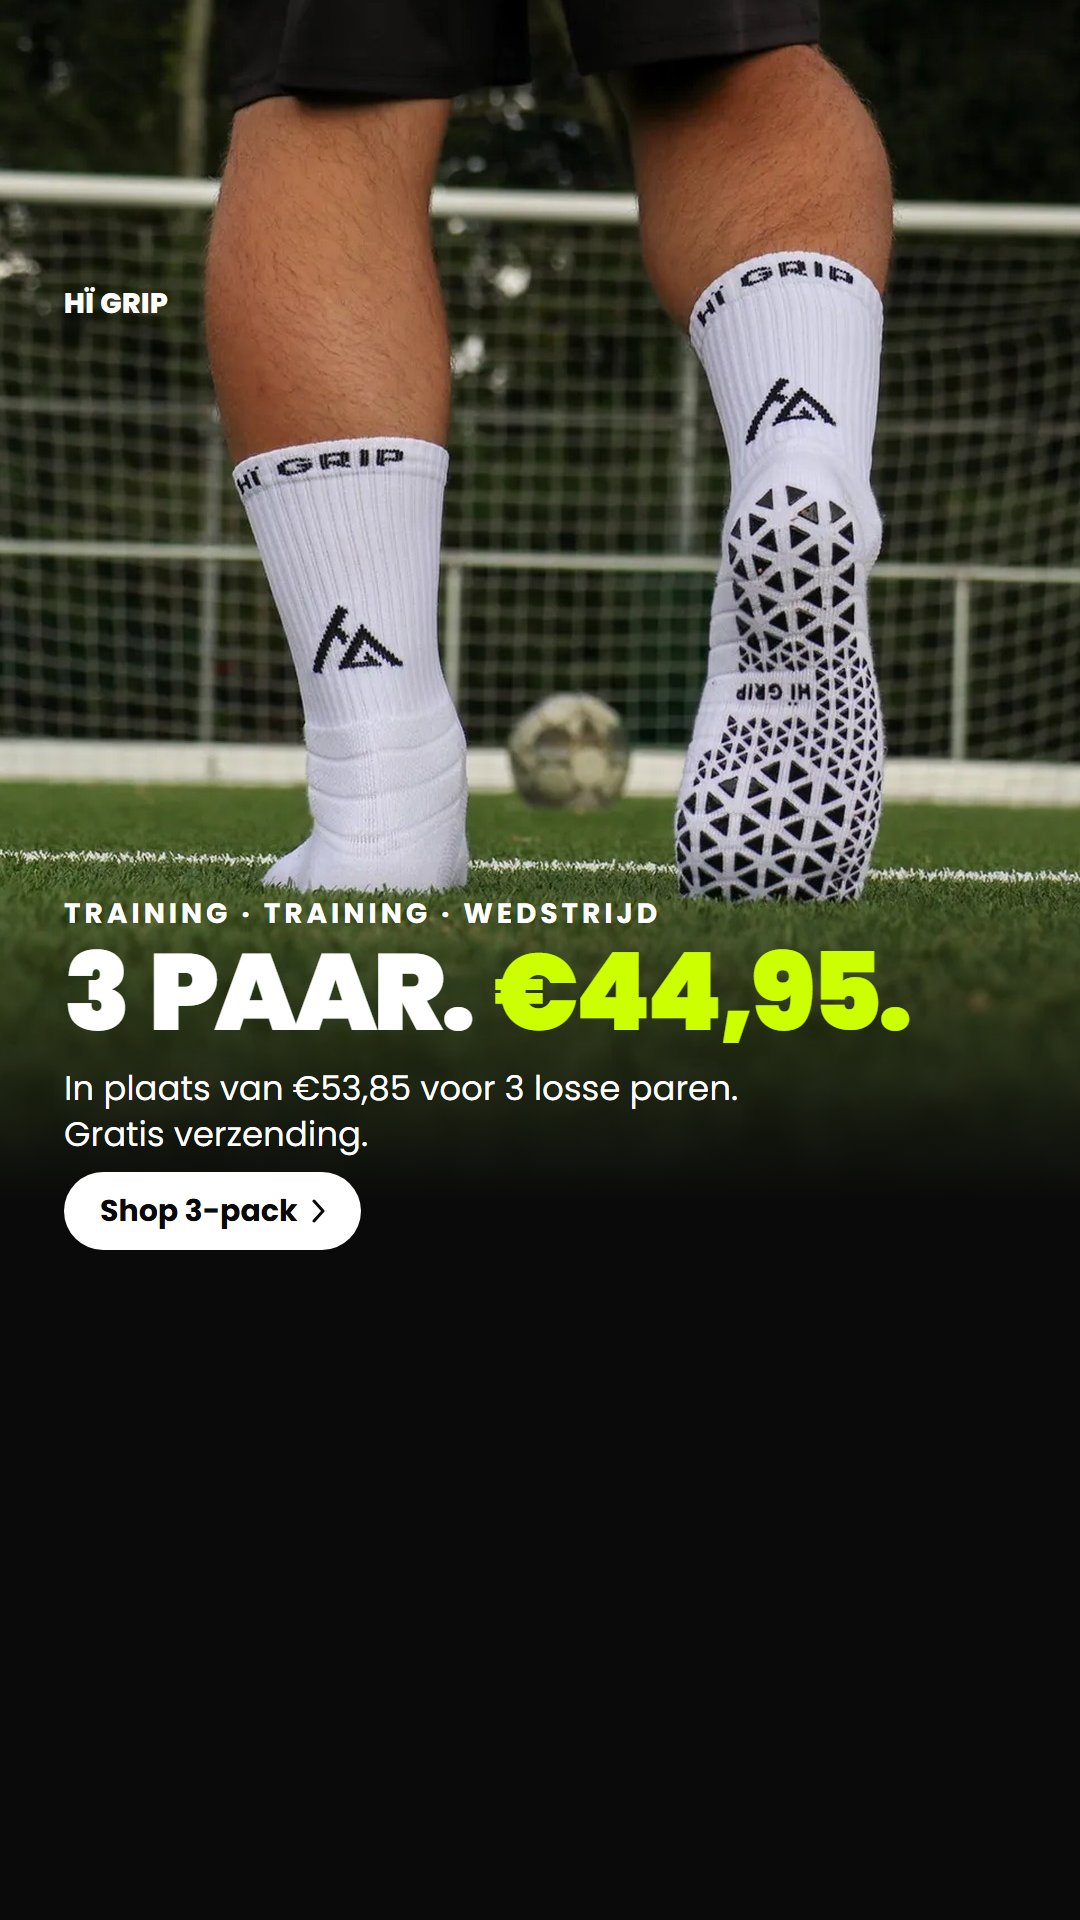 HÏ GRIP
HÏ GRIP
HÏ GRIP
HÏ GRIP
TRAINING · TRAINING · WEDSTRIJD
3 PAAR. €44,95.
In plaats van €53,85 voor 3 losse paren.
Gratis verzending.
Shop 3-pack